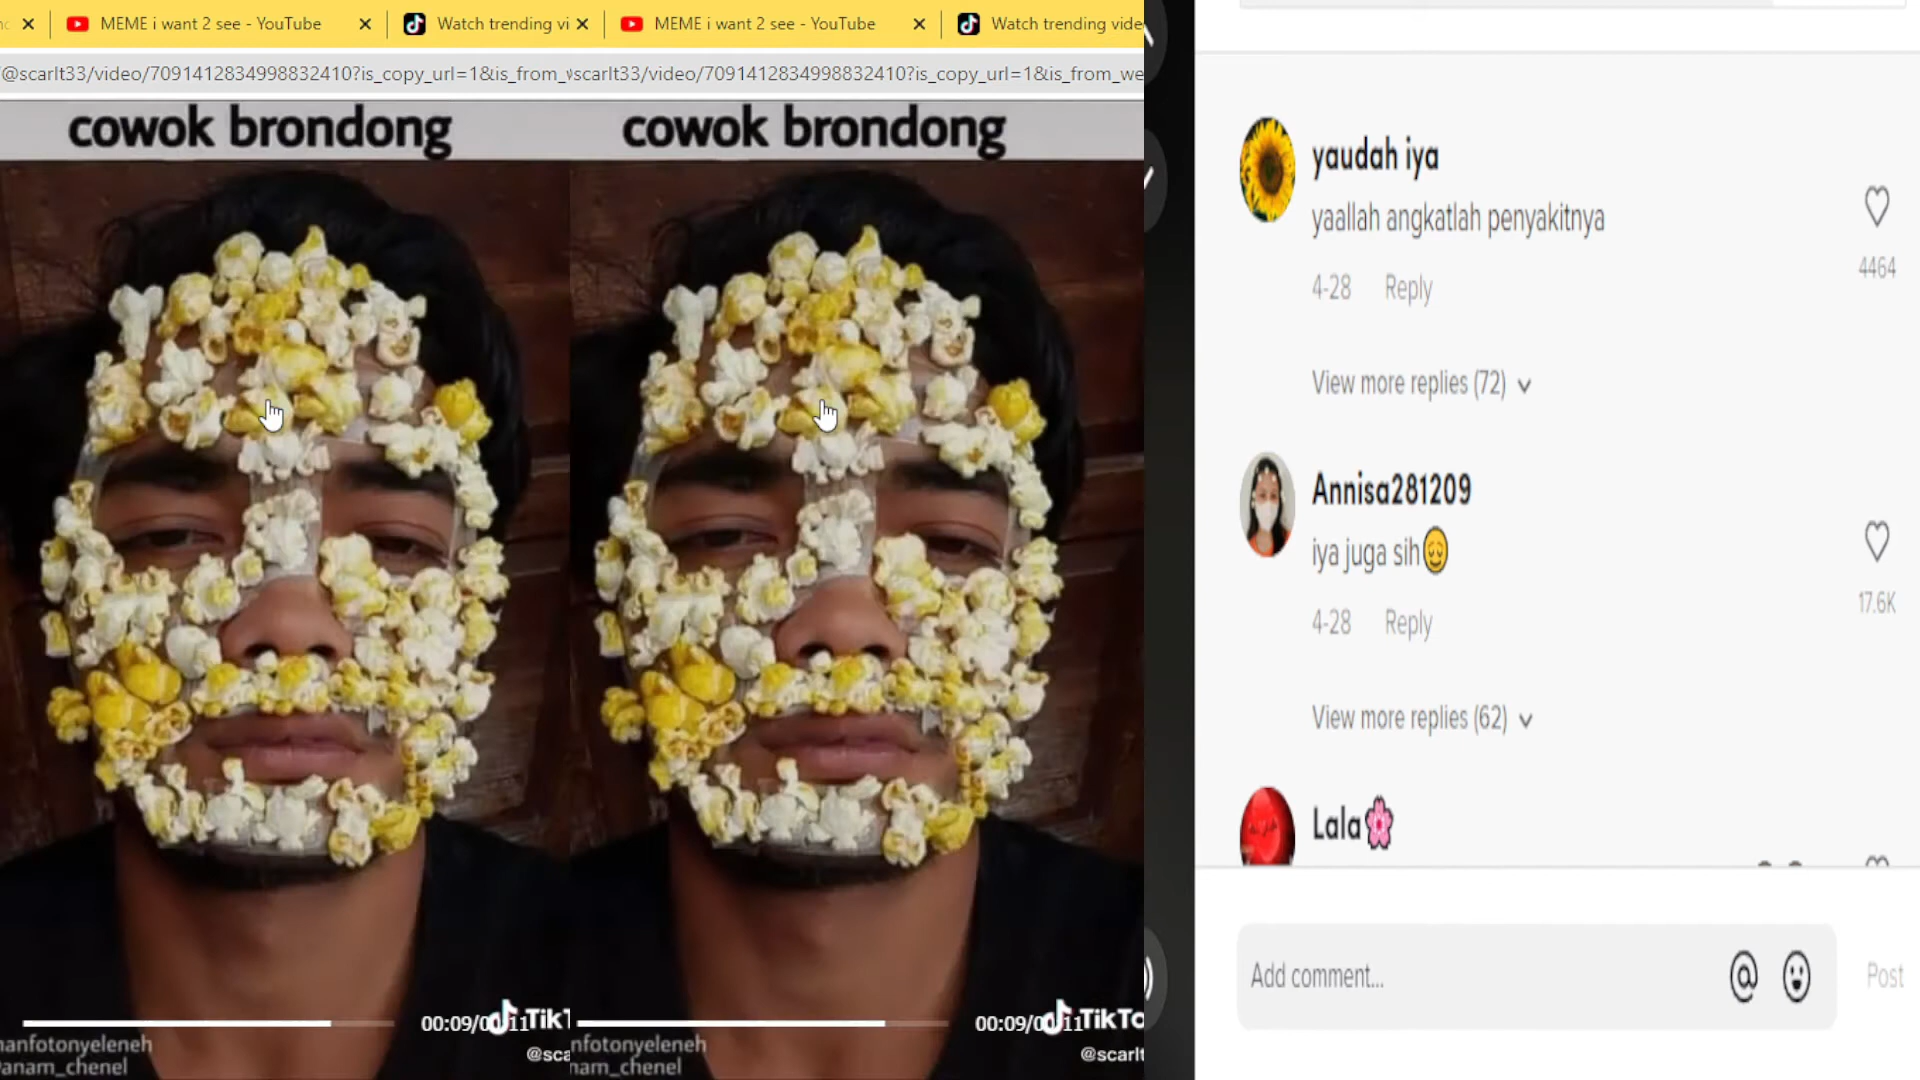 MEME i want 2 see - YouTube
Watch trending vi
MEME i want 2 see - YouTube
Watch trending vide
@scarlt33/video/7091412834998832410?is_copy_url=1&is_from_
scarlt33/video/7091412834998832410?is_copy_url=1&is_from_we
cowok brondong
cowok brondong
00:09/00:11
TikT
@sca
anfotonyeleneh
anam_chenel
00:09/00:11
TikTo
@scarlt
nfotonyeleneh
nam_chenel
yaudah iya
yaallah angkatlah penyakitnya
4464
4-28 Reply
View more replies (72)
Annisa281209
iya juga sih😌
17.6K
4-28 Reply
View more replies (62)
Lala🌸
Add comment...
Post